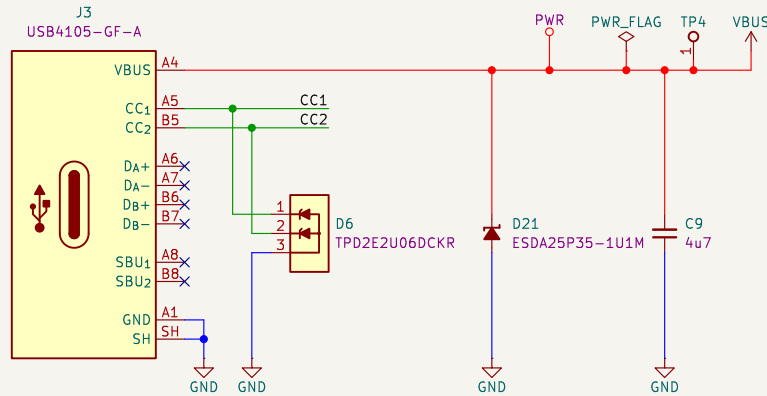 J3
USB4105-GF-A
VBUS A4
CC1 A5 CC1
CC2 B5 CC2
DA+ A6
DA- A7
DB+ B6
DB- B7
SBU1 A8
SBU2 B8
GND A1
SH SH
GND
1
2
3
D6
TPD2E2U06DCKR
GND
D21
ESDA25P35-1U1M
GND
PWR
PWR_FLAG
TP4
1
VBUS
C9
4u7
GND